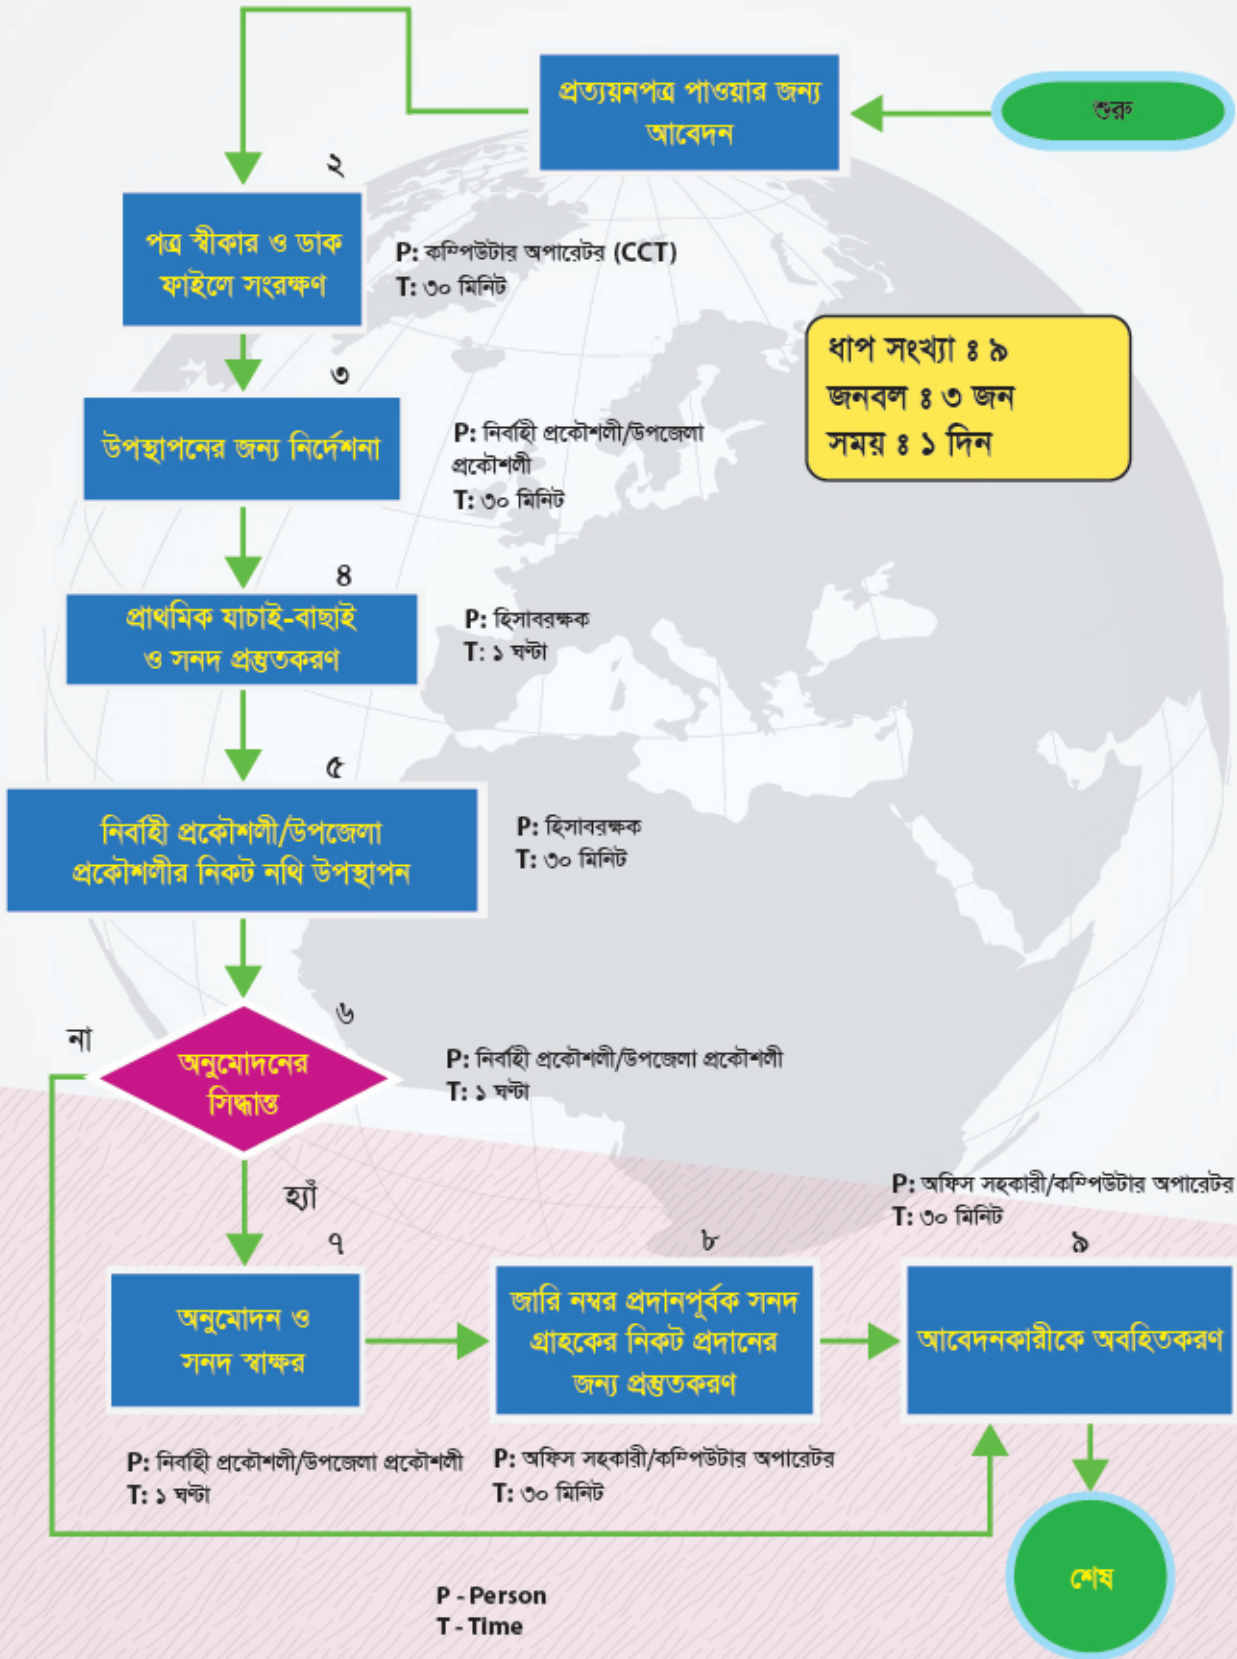 শুরু
প্রত্যয়নপত্র পাওয়ার জন্য
আবেদন
২
পত্র স্বীকার ও ডাক
ফাইলে সংরক্ষণ
P: কম্পিউটার অপারেটর (CCT)
T: ৩০ মিনিট
ধাপ সংখ্যা ঃ ৯
জনবল ঃ ৩ জন
সময় ঃ ১ দিন
৩
উপস্থাপনের জন্য নির্দেশনা
P: নির্বাহী প্রকৌশলী/উপজেলা
প্রকৌশলী
T: ৩০ মিনিট
৪
প্রাথমিক যাচাই-বাছাই
ও সনদ প্রস্তুতকরণ
P: হিসাবরক্ষক
T: ১ ঘণ্টা
৫
নির্বাহী প্রকৌশলী/উপজেলা
প্রকৌশলীর নিকট নথি উপস্থাপন
P: হিসাবরক্ষক
T: ৩০ মিনিট
৬
না
অনুমোদনের
সিদ্ধান্ত
P: নির্বাহী প্রকৌশলী/উপজেলা প্রকৌশলী
T: ১ ঘণ্টা
হ্যাঁ
৭
অনুমোদন ও
সনদ স্বাক্ষর
P: নির্বাহী প্রকৌশলী/উপজেলা প্রকৌশলী
T: ১ ঘণ্টা
৮
জারি নম্বর প্রদানপূর্বক সনদ
গ্রাহকের নিকট প্রদানের
জন্য প্রস্তুতকরণ
P: অফিস সহকারী/কম্পিউটার অপারেটর
T: ৩০ মিনিট
P: অফিস সহকারী/কম্পিউটার অপারেটর
T: ৩০ মিনিট
৯
আবেদনকারীকে অবহিতকরণ
শেষ
P - Person
T - Time